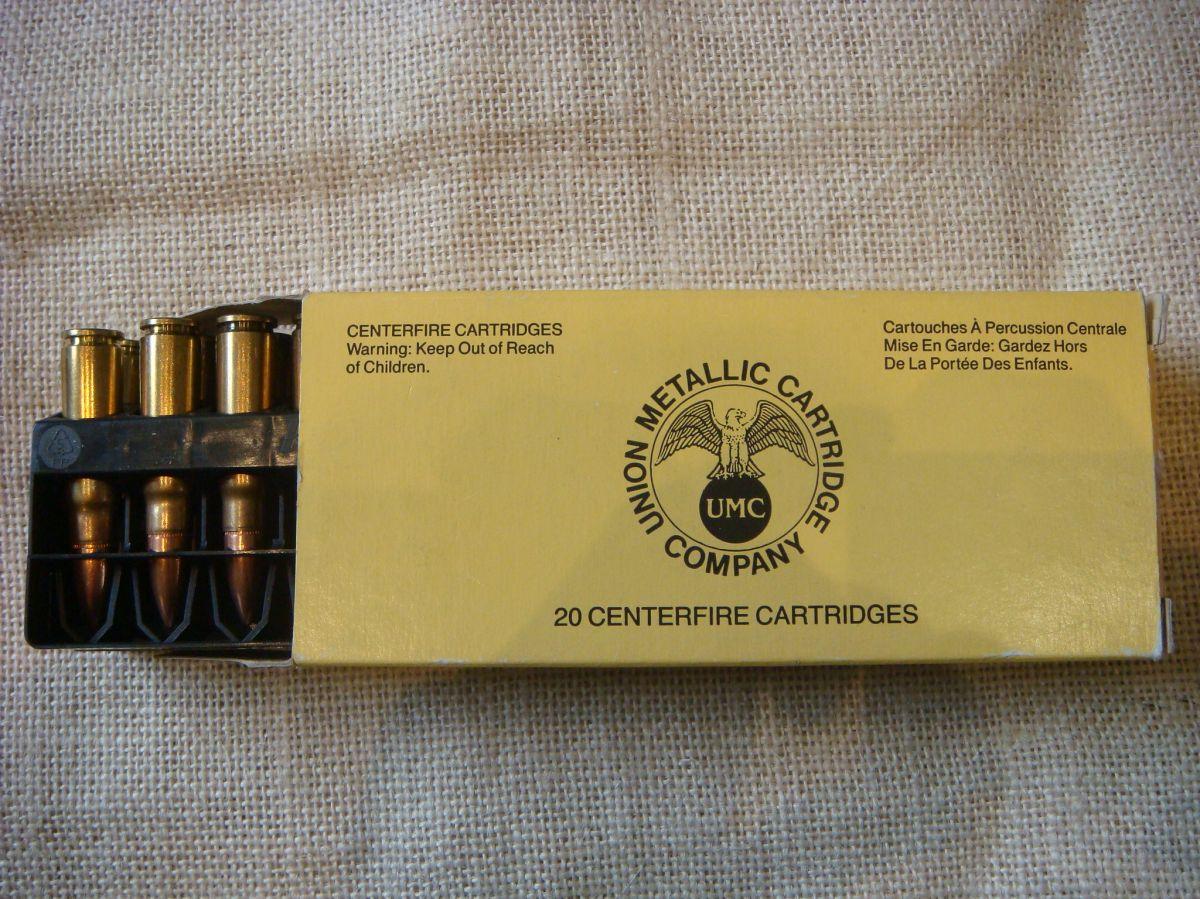 CENTERFIRE CARTRIDGES
Warning: Keep Out of Reach
of Children.
Cartouches À Percussion Centrale
Mise En Garde: Gardez Hors
De La Portée Des Enfants.
UNION METALLIC CARTRIDGE COMPANY
UMC
20 CENTERFIRE CARTRIDGES